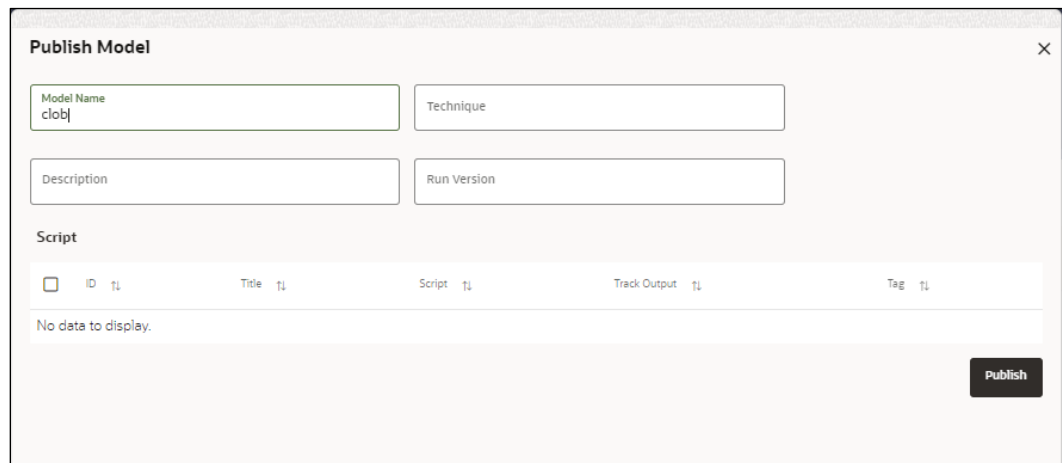 Publish Model
Model Name
clob
Technique
Description
Run Version
Script
ID Title Script Track Output Tag
No data to display.
Publish